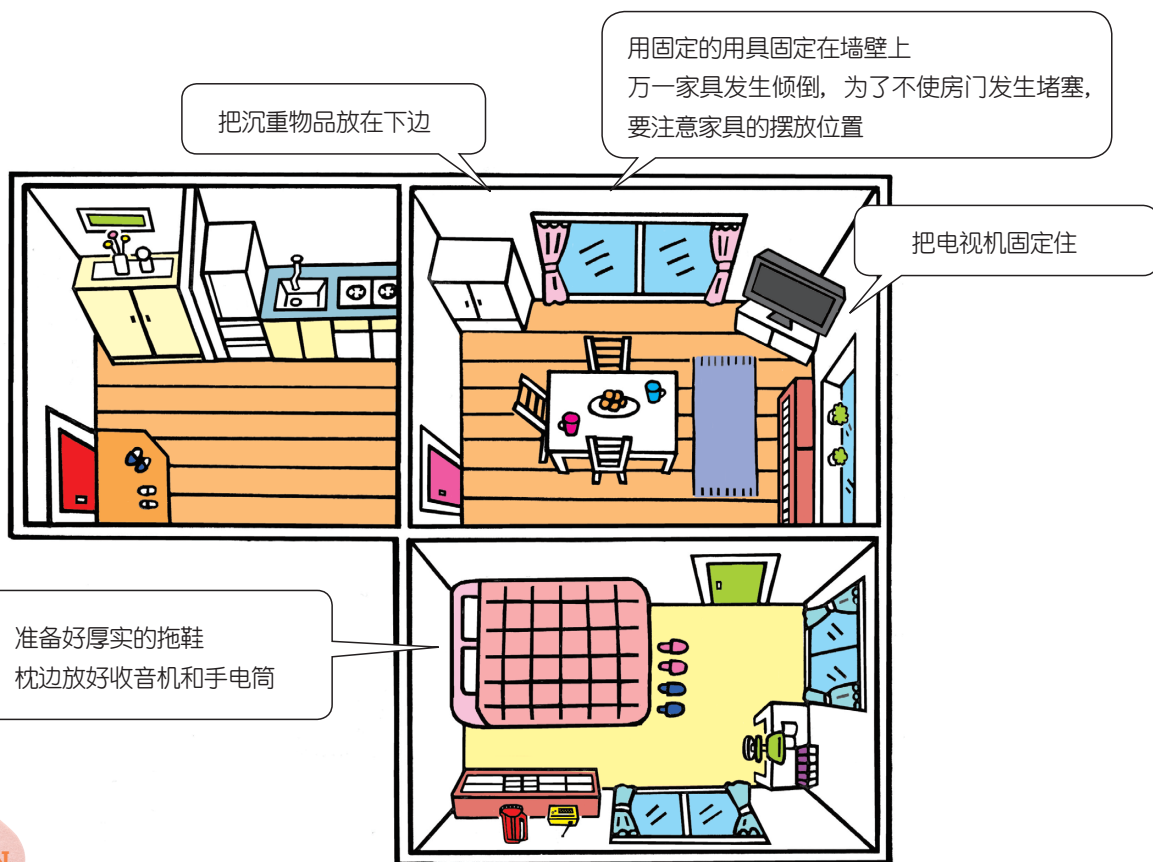 用固定的用具固定在墙壁上
万一家具发生倾倒，为了不使房门发生堵塞，
要注意家具的摆放位置
把沉重物品放在下边
把电视机固定住
准备好厚实的拖鞋
枕边放好收音机和手电筒